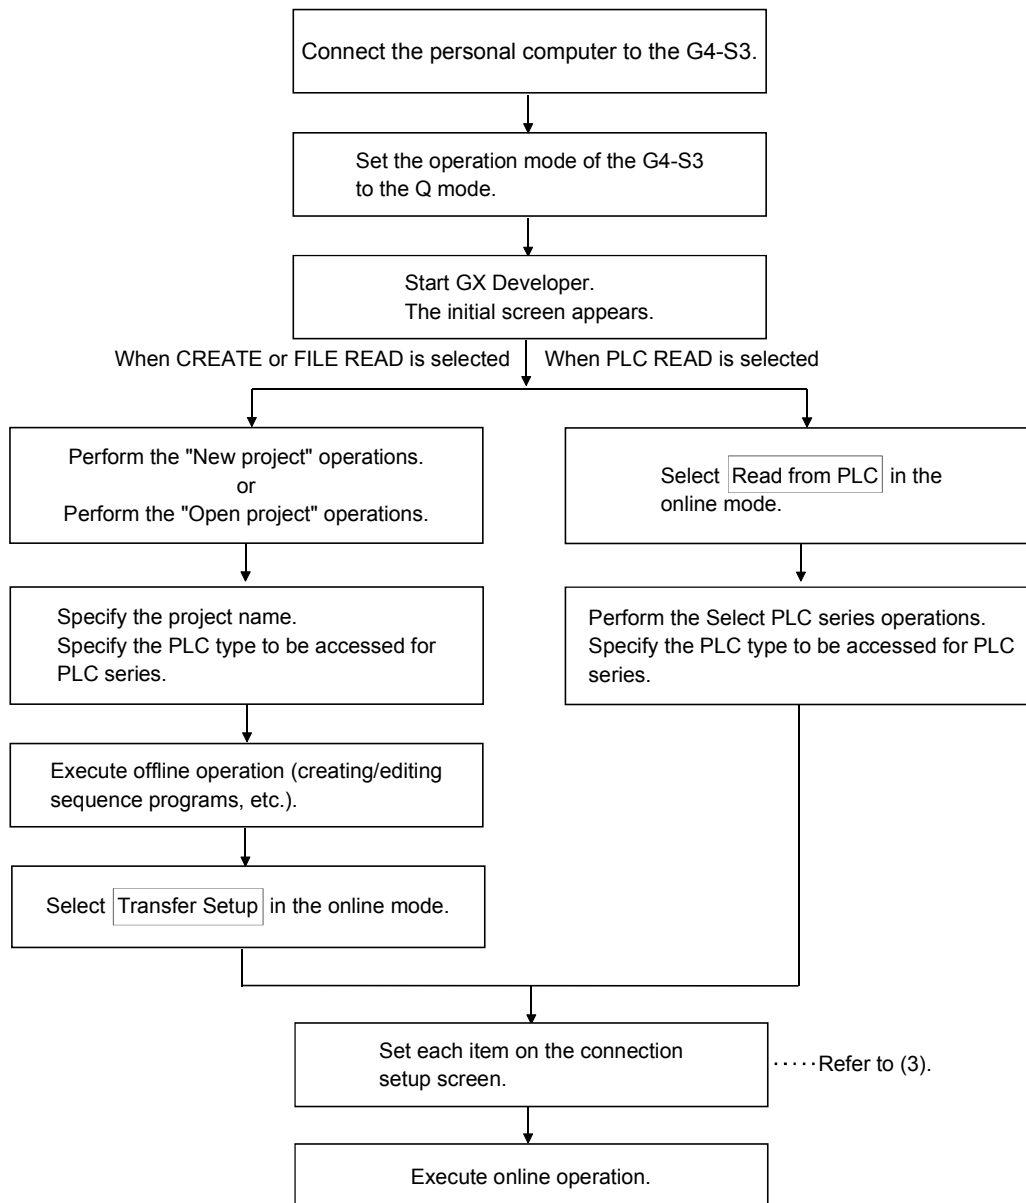 Connect the personal computer to the G4-S3.
Set the operation mode of the G4-S3
to the Q mode.
Start GX Developer.
The initial screen appears.
When CREATE or FILE READ is selected
When PLC READ is selected
Perform the "New project" operations.
or
Perform the "Open project" operations.
Select Read from PLC in the
online mode.
Specify the project name.
Specify the PLC type to be accessed for
PLC series.
Perform the Select PLC series operations.
Specify the PLC type to be accessed for PLC
series.
Execute offline operation (creating/editing
sequence programs, etc.).
Select Transfer Setup in the online mode.
Set each item on the connection
setup screen.
·····Refer to (3).
Execute online operation.